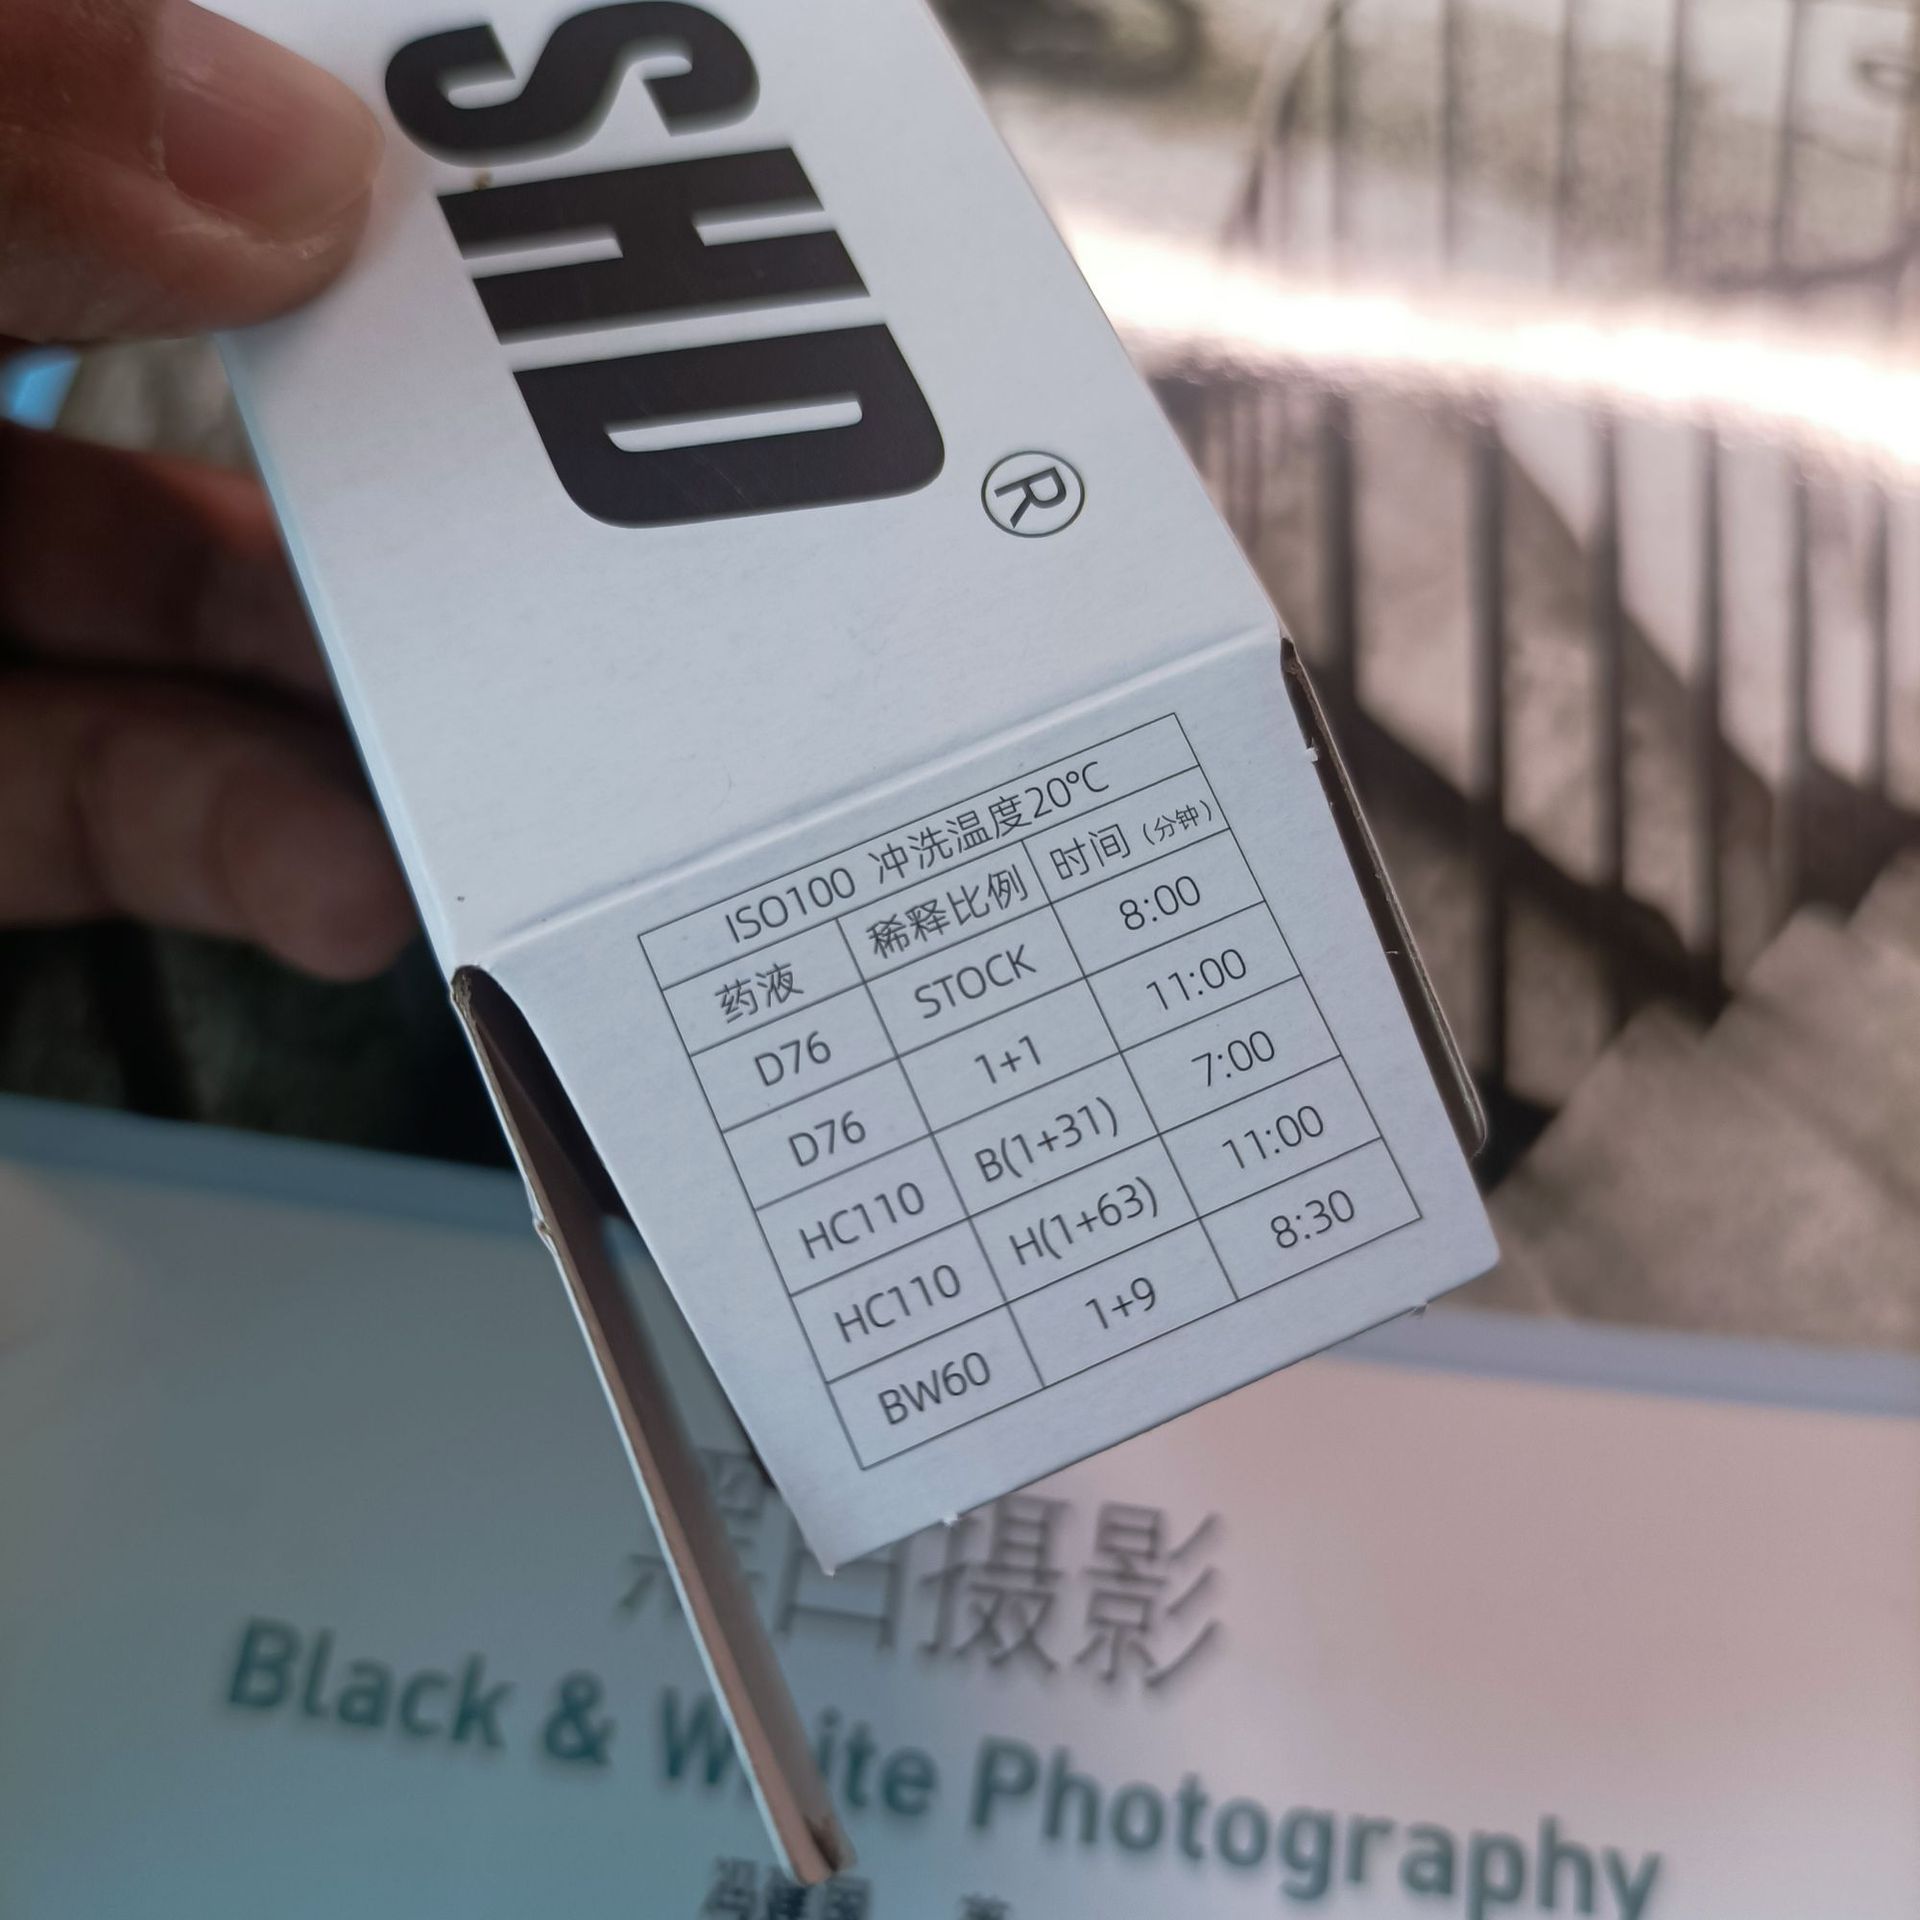 SHD
®
ISO100 冲洗温度20℃
药液 稀释比例 时间（分钟）
D76 STOCK 8:00
D76 1+1 11:00
HC110 B(1+31) 7:00
HC110 H(1+63) 11:00
BW60 1+9 8:30
黑白摄影
Black & White Photography